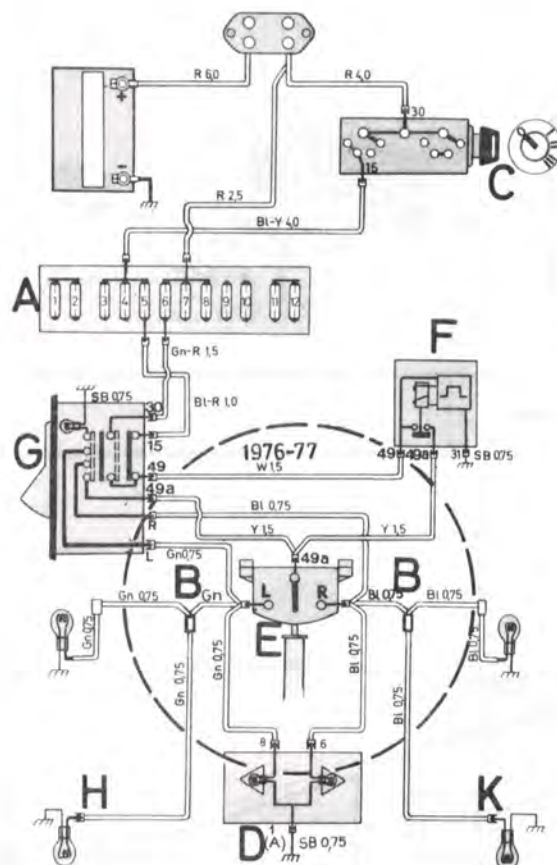 R 6,0
R 4,0
+
30
−
15
C
R 2,5
Bl-Y 4,0
A
1 2 3 4 5 6 7 8 9 10 11 12
Gn-R 1,5
F
SB 0,75
30
Bl-R 1,0
G
15
1976-77
49
W 1,5
49 49a 31 SB 0,75
49a
Bl 0,75
R
Y 1,5
Y 1,5
L
Gn 0,75
49a
B
L R
B
Gn 0,75
Gn
Bl 0,75
Bl 0,75
E
Gn 0,75
Bl 0,75
Gn 0,75
Gn 0,75
Bl 0,75
Bl 0,75
8 6
H
K
D
1
(A)
SB 0,75